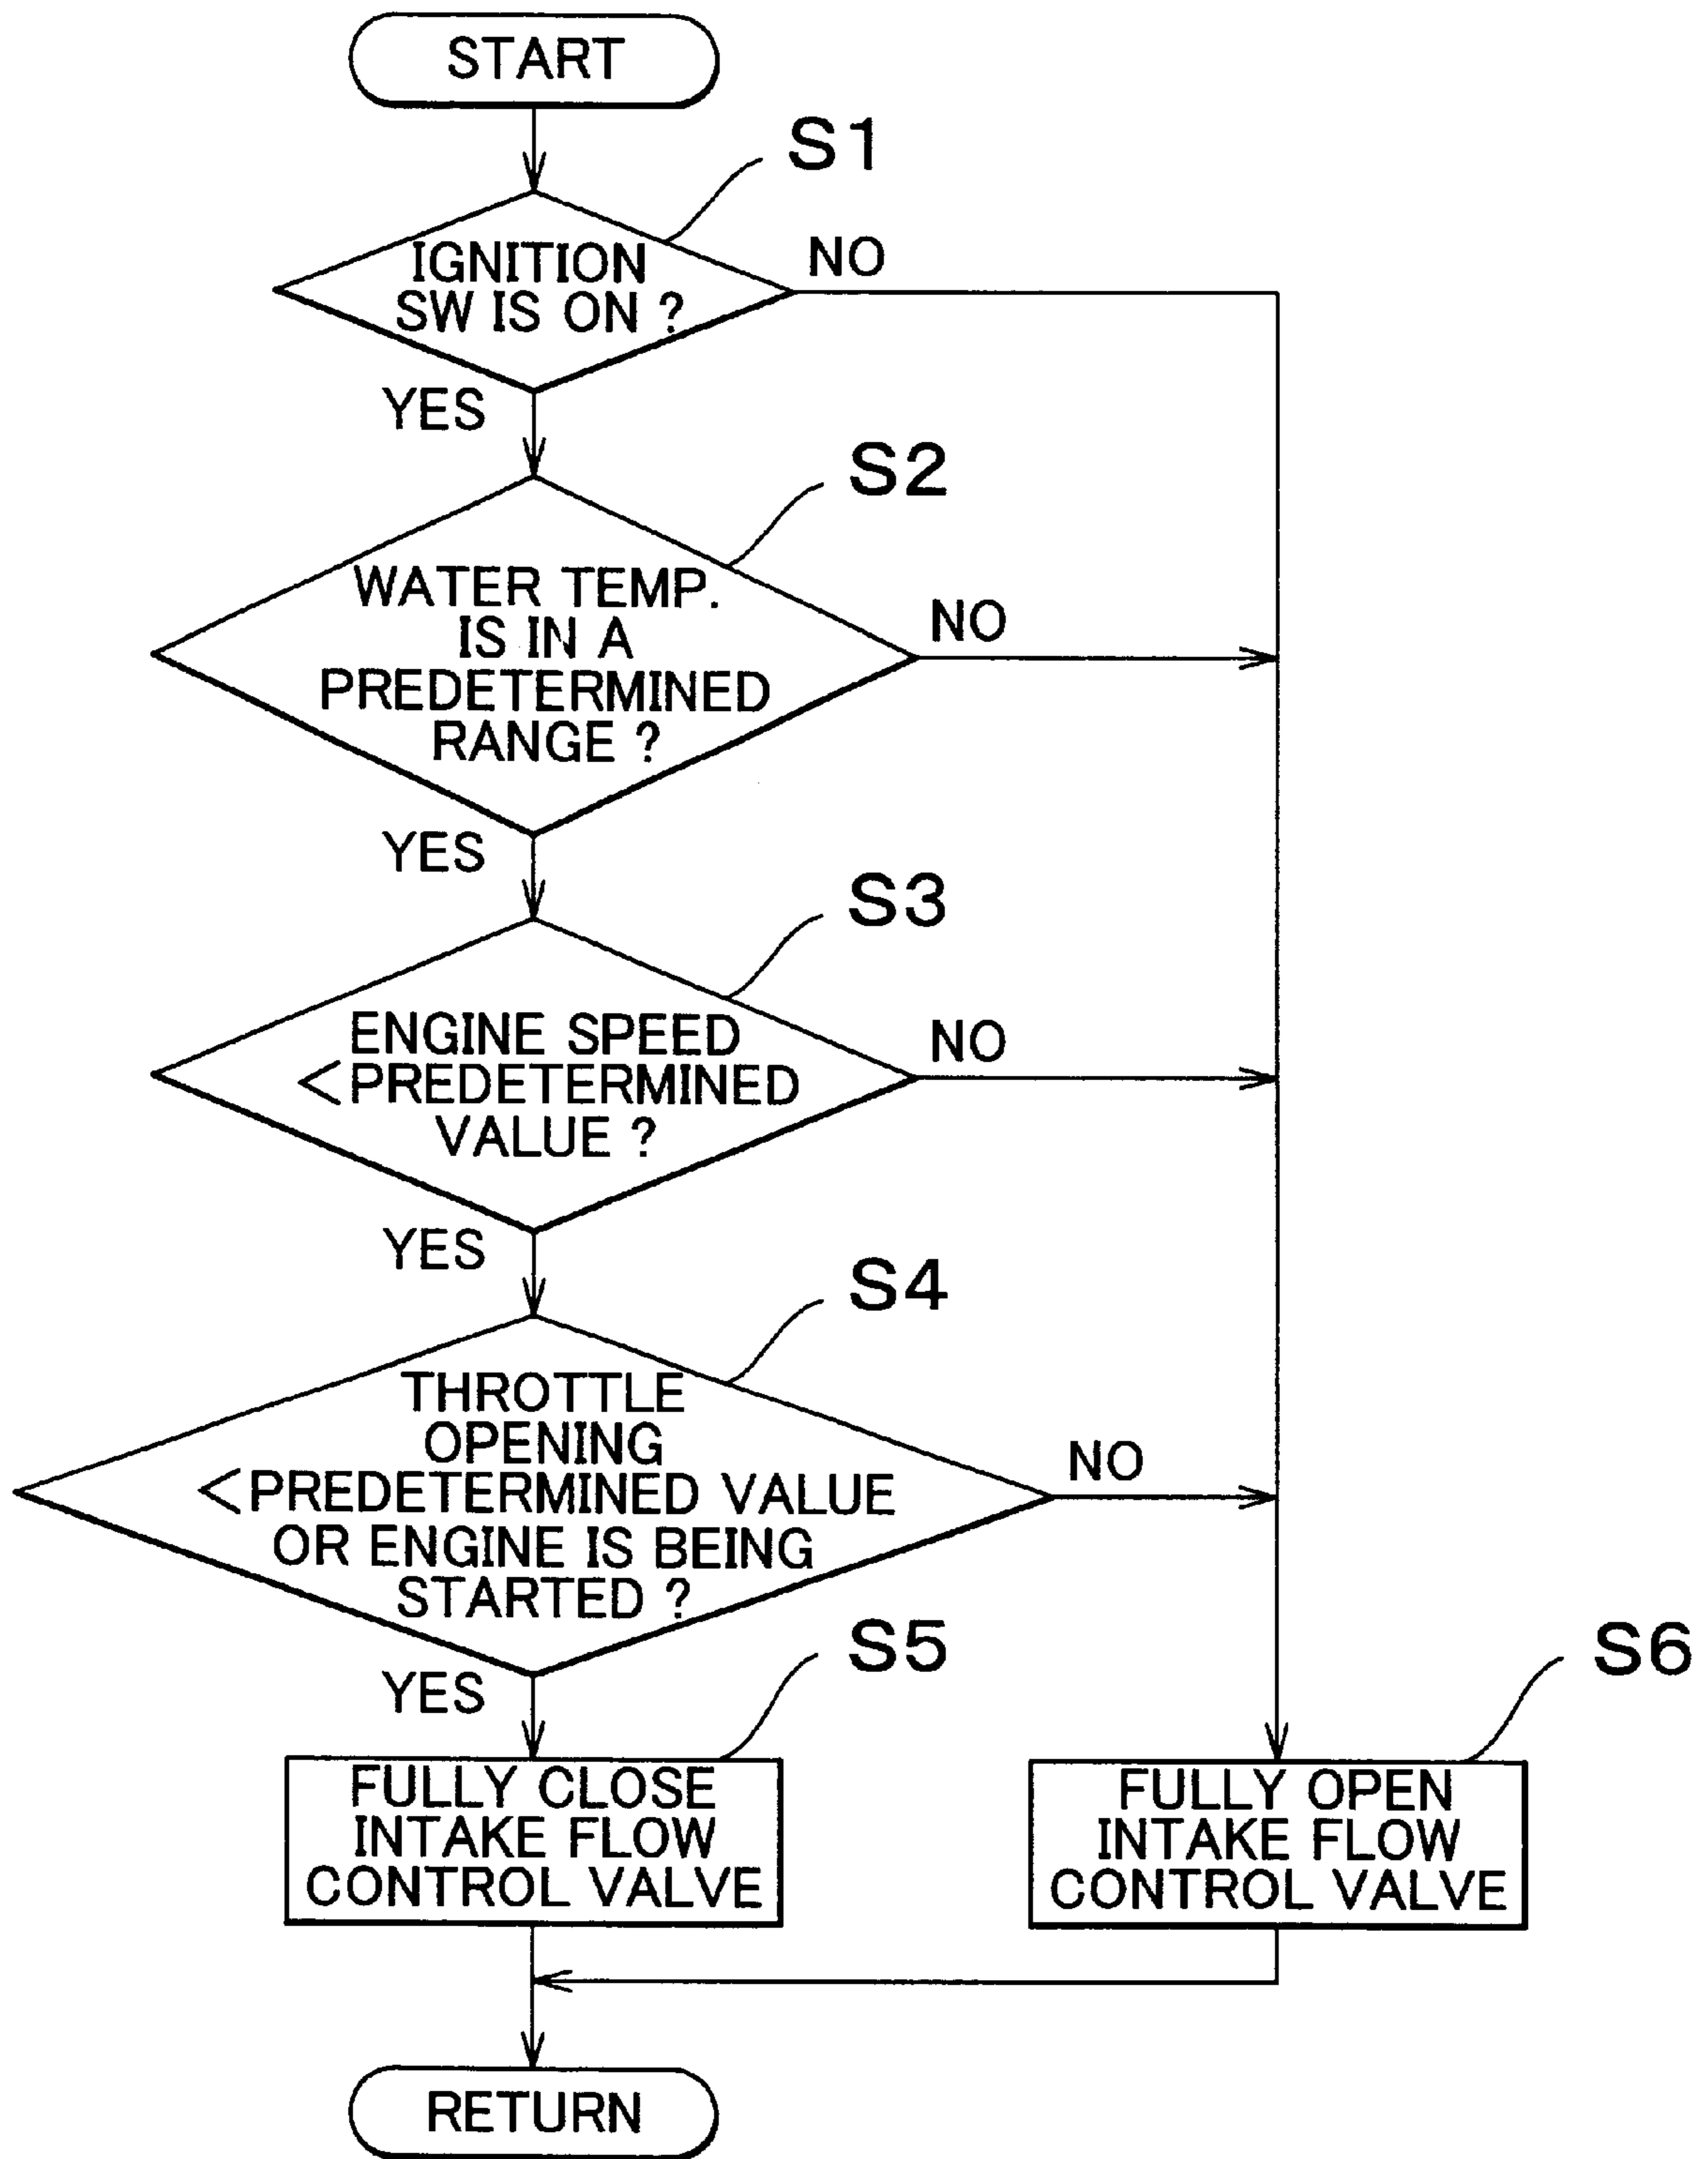 START
S1
IGNITION
SW IS ON ?
NO
YES
S2
WATER TEMP.
IS IN A
PREDETERMINED
RANGE ?
NO
YES
S3
ENGINE SPEED
<PREDETERMINED
VALUE ?
NO
YES
S4
THROTTLE
OPENING
<PREDETERMINED VALUE
OR ENGINE IS BEING
STARTED ?
NO
YES
S5
FULLY CLOSE
INTAKE FLOW
CONTROL VALVE
S6
FULLY OPEN
INTAKE FLOW
CONTROL VALVE
RETURN